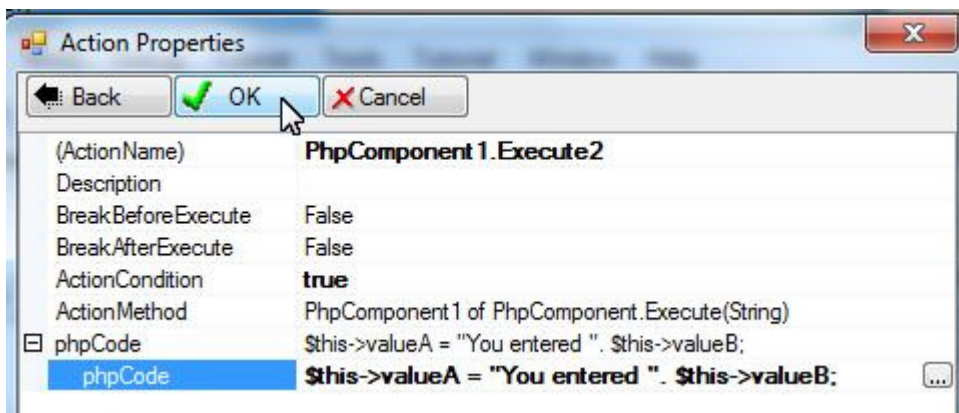 Action Properties
Back OK Cancel
(ActionName) PhpComponent1.Execute2
Description
BreakBeforeExecute False
BreakAfterExecute False
ActionCondition true
ActionMethod PhpComponent1 of PhpComponent.Execute(String)
phpCode $this->valueA = "You entered ". $this->valueB;
phpCode $this->valueA = "You entered ". $this->valueB; ...